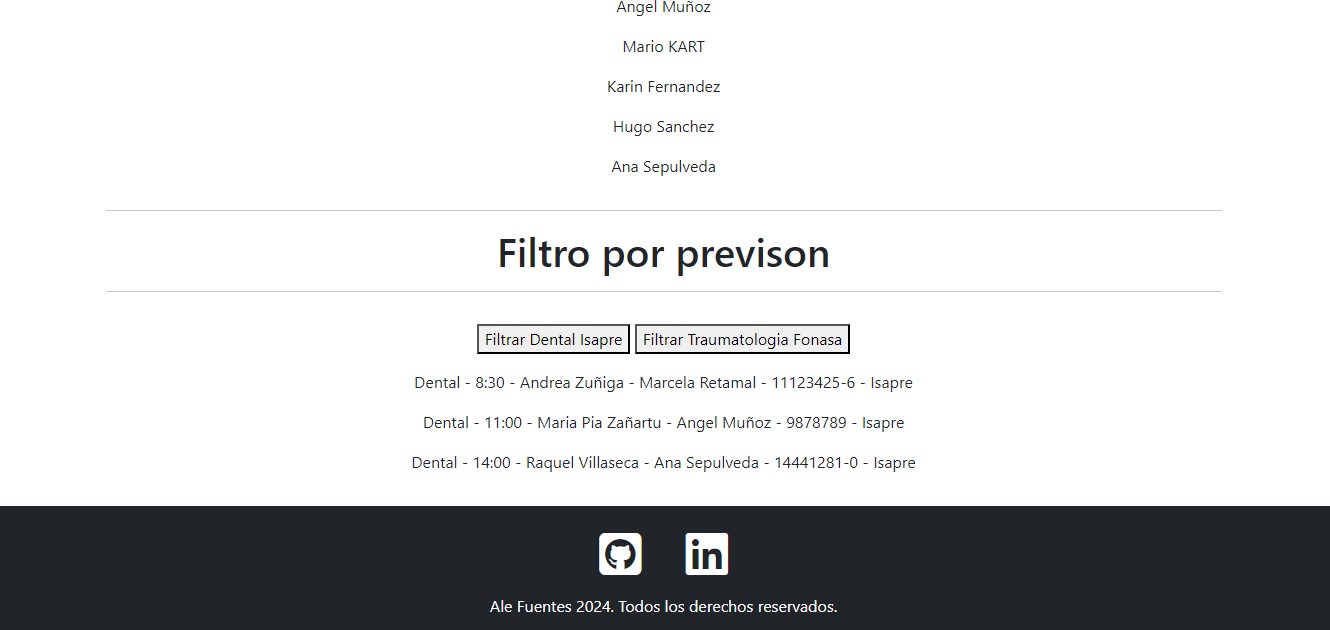 Angel Muñoz
Mario KART
Karin Fernandez
Hugo Sanchez
Ana Sepulveda
Filtro por previson
Filtrar Dental Isapre Filtrar Traumatologia Fonasa
Dental - 8:30 - Andrea Zuñiga - Marcela Retamal - 11123425-6 - Isapre
Dental - 11:00 - Maria Pia Zañartu - Angel Muñoz - 9878789 - Isapre
Dental - 14:00 - Raquel Villaseca - Ana Sepulveda - 14441281-0 - Isapre
in
Ale Fuentes 2024. Todos los derechos reservados.